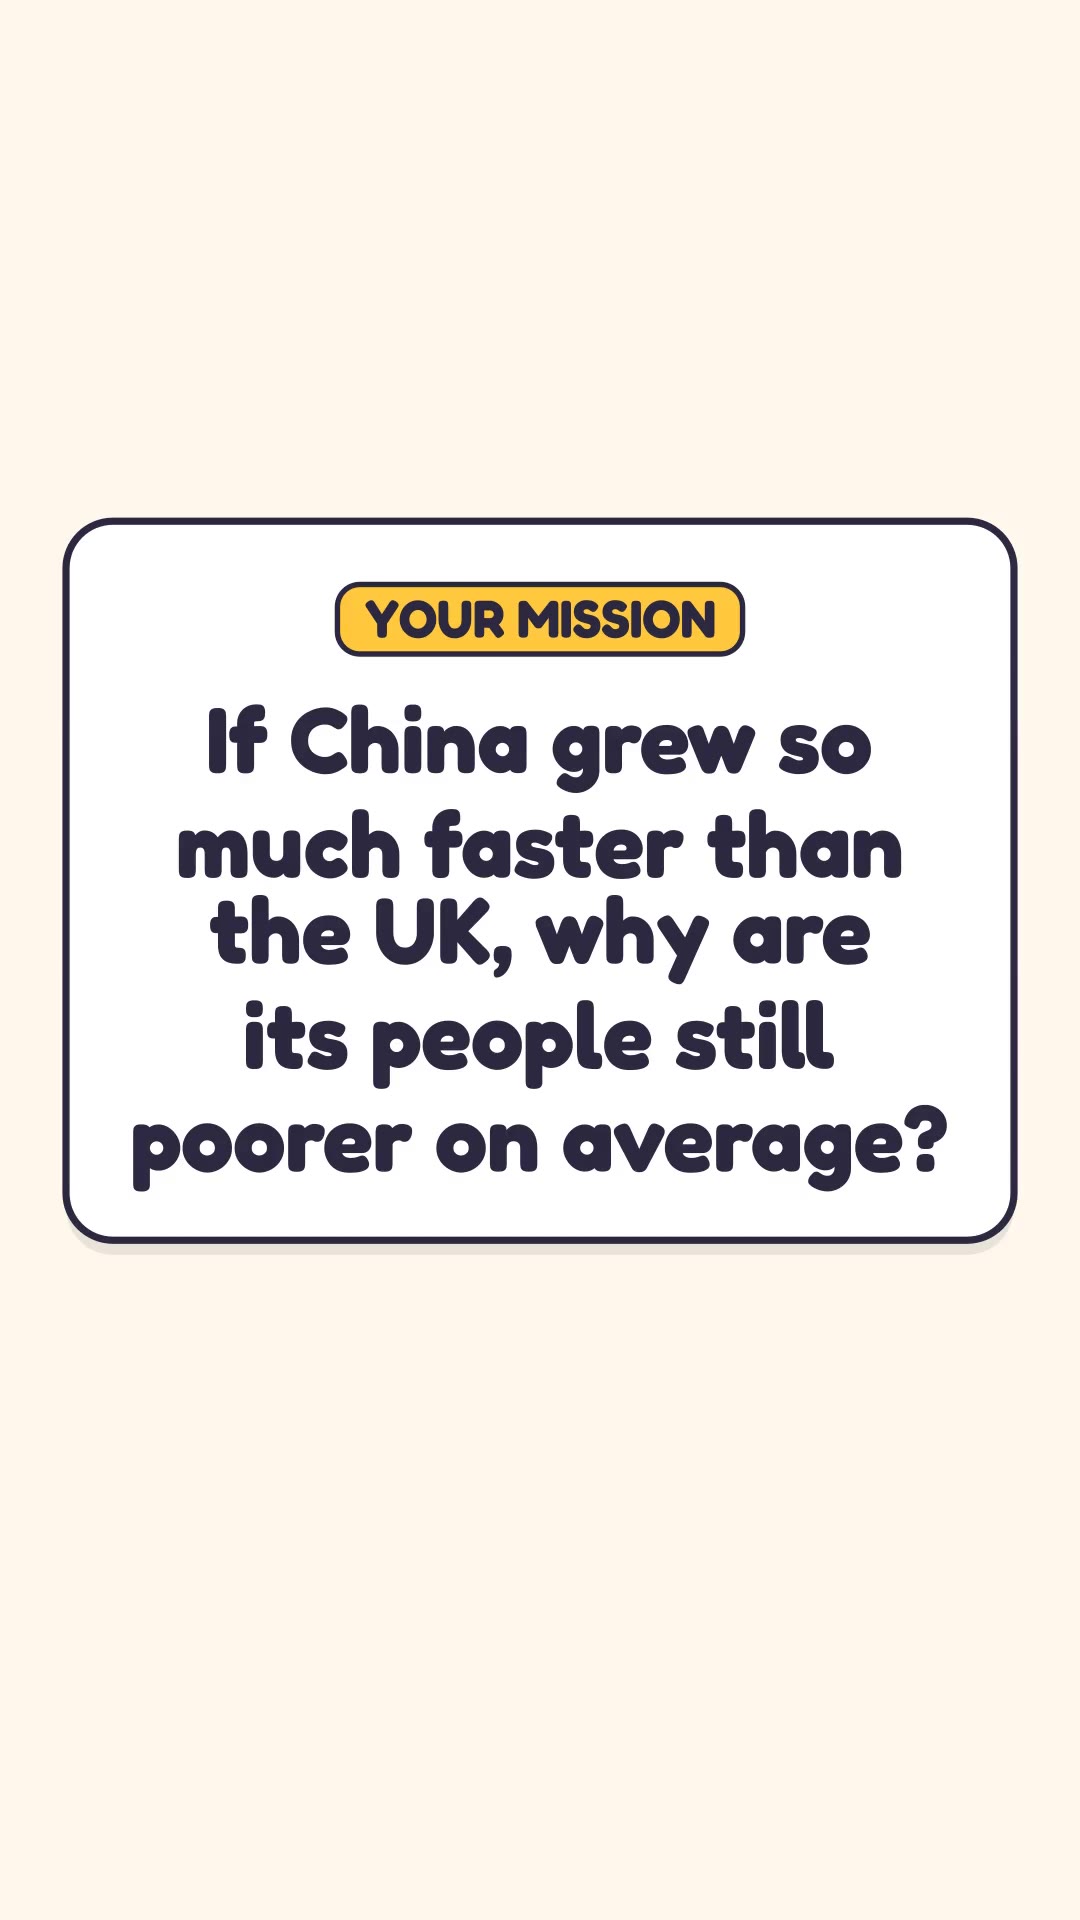 YOUR MISSION
If China grew so
much faster than
the UK, why are
its people still
poorer on average?